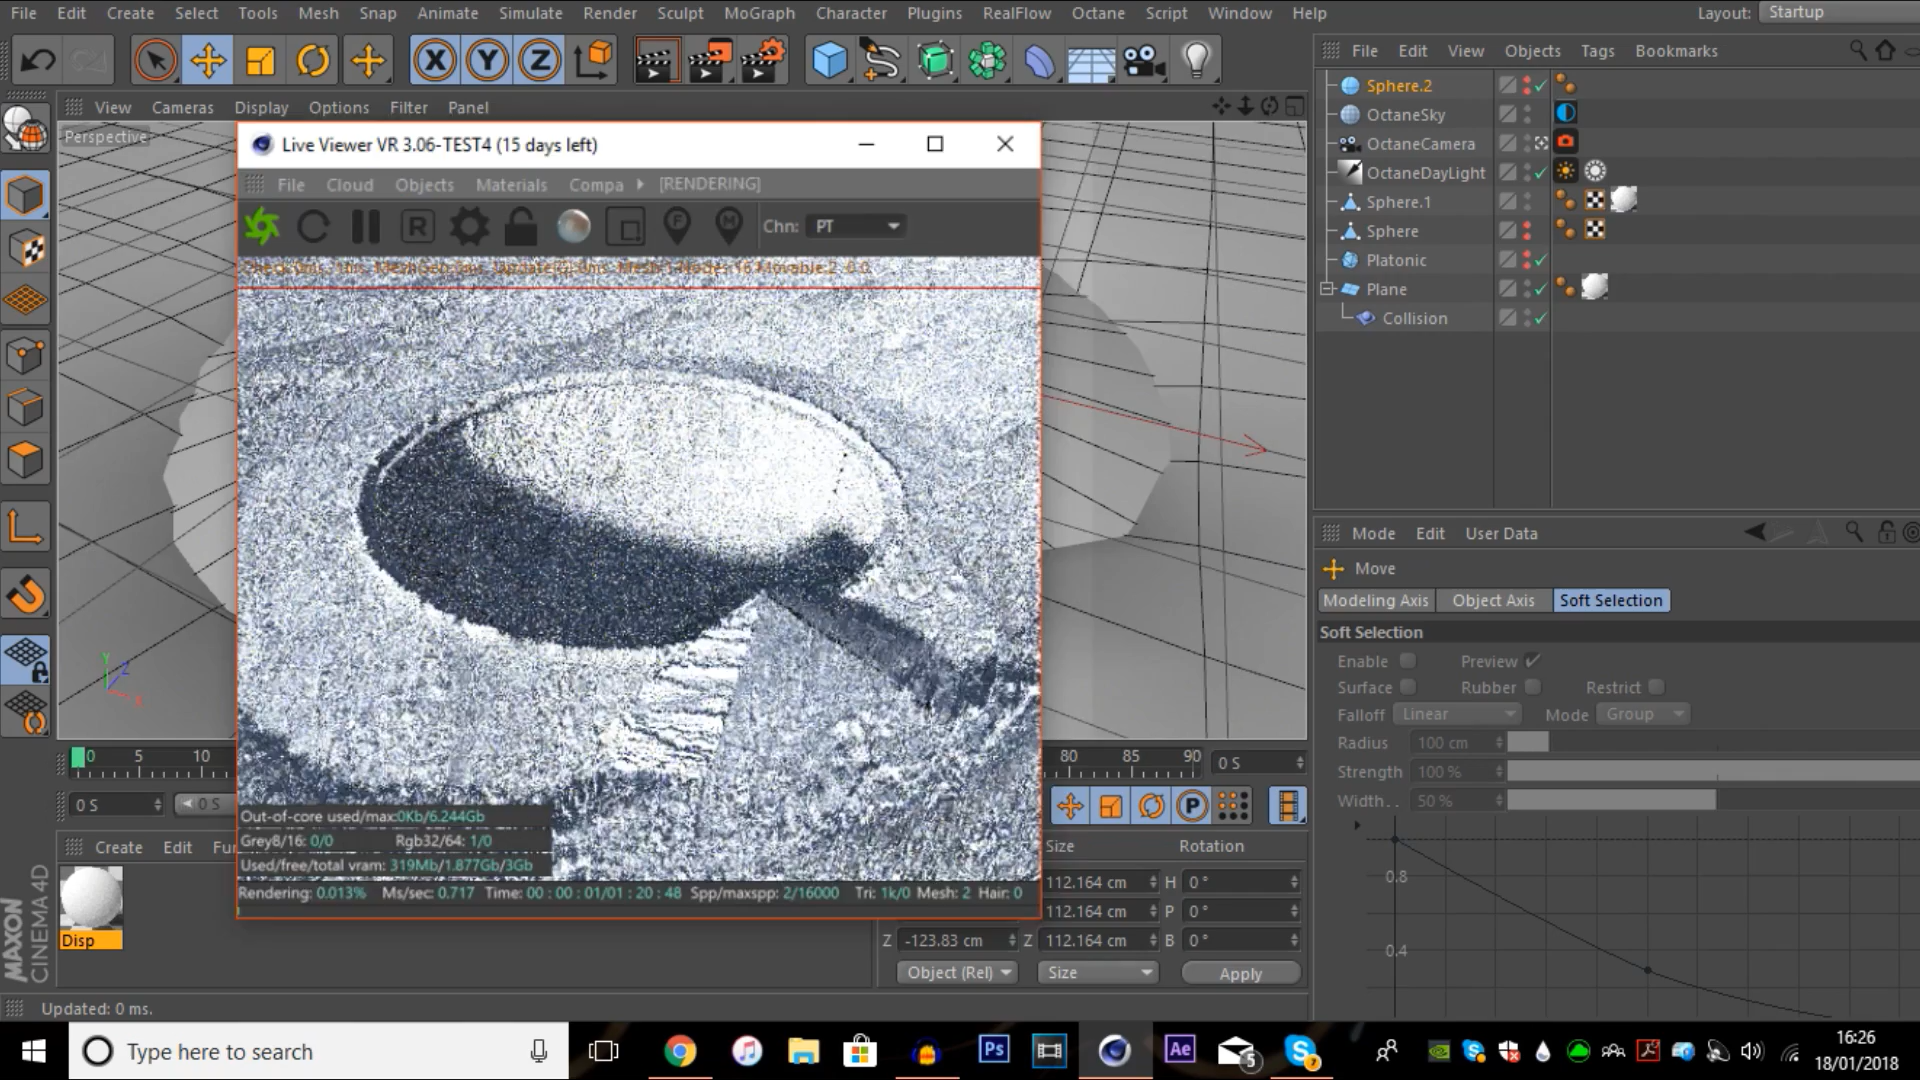 File Edit Create Select Tools Mesh Snap Animate Simulate Render Sculpt MoGraph Character Plugins RealFlow Octane Script Window Help Layout: Startup
File Edit View Objects Tags Bookmarks
X Y Z
View Cameras Display Options Filter Panel
Perspective
Live Viewer VR 3.06-TEST4 (15 days left)
File Cloud Objects Materials Compa [RENDERING]
R F M Chn: PT
Sphere.2
OctaneSky
OctaneCamera
OctaneDayLight
Sphere.1
Sphere
Platonic
Plane
Collision
Mode Edit User Data
Move
Modeling Axis Object Axis Soft Selection
Soft Selection
Enable Preview
Surface Rubber Restrict
Falloff Linear Mode Group
Radius 100 cm
Strength 100 %
Width.. 50 %
0.8
0.4
Y Z X
0 5 10 80 85 90 0 S
0 S 0 S
P
Out-of-core used/max:0Kb/6.244Gb
Grey8/16: 0/0 Rgb32/64: 1/0
Used/free/total vram: 319Mb/1.877Gb/3Gb
Rendering: 0.013% Ms/sec: 0.717 Time: 00 : 00 : 01/01 : 20 : 48 Spp/maxspp: 2/16000 Tri: 1k/0 Mesh: 2 Hair: 0
Create Edit Fu
Disp
MAXON
CINEMA 4D
Size Rotation
112.164 cm H 0 °
112.164 cm P 0 °
Z -123.83 cm Z 112.164 cm B 0 °
Object (Rel) Size Apply
Updated: 0 ms.
Type here to search
Ps Ae 5 7
16:26
18/01/2018